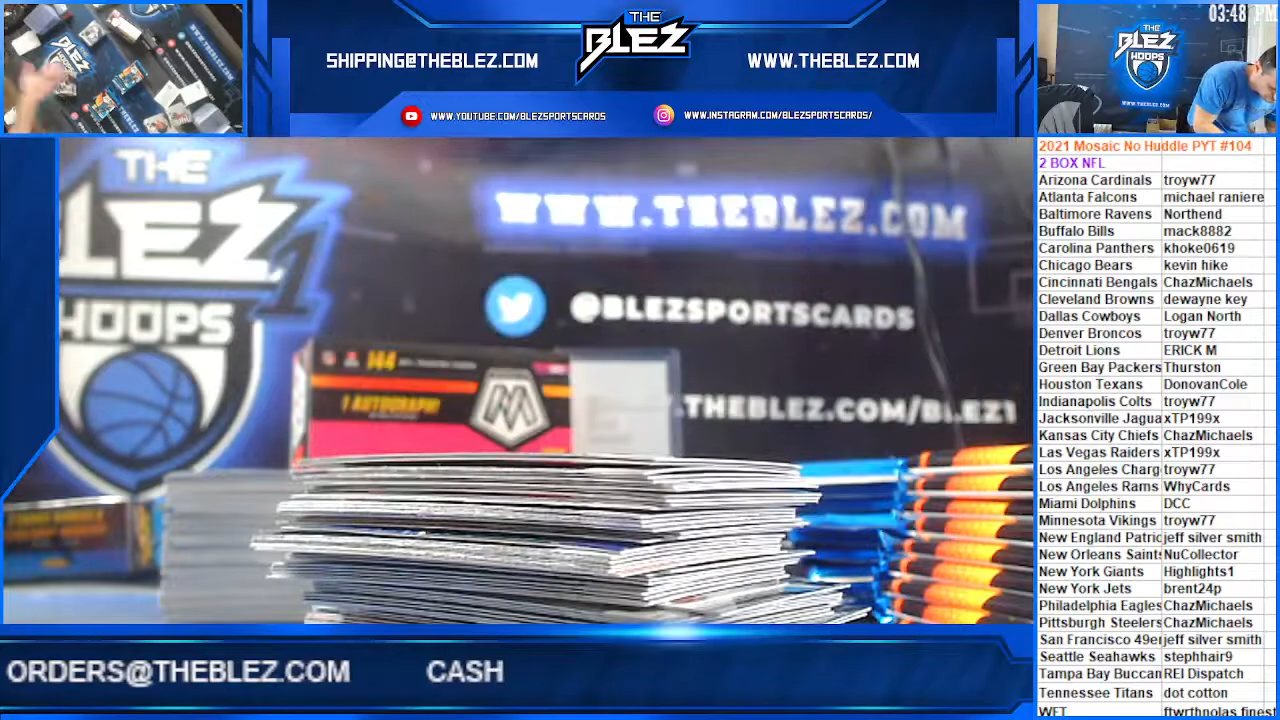 THE
BLEZ
SHIPPING@THEBLEZ.COM
WWW.THEBLEZ.COM
WWW.YOUTUBE.COM/BLEZSPORTSCARDS
WWW.INSTAGRAM.COM/BLEZSPORTSCARDS/
03:48 PM
BLEZ
HOOPS
BLEZ
THE
LEZ
HOOPS
WWW.THEBLEZ.COM
@BLEZSPORTSCARDS
.THEBLEZ.COM/BLEZ1
144
1 AUTOGRAPH!
2021 Mosaic No Huddle PYT #104
2 BOX NFL
Arizona Cardinals troyw77
Atlanta Falcons michael raniere
Baltimore Ravens Northend
Buffalo Bills mack8882
Carolina Panthers khoke0619
Chicago Bears kevin hike
Cincinnati Bengals ChazMichaels
Cleveland Browns dewayne key
Dallas Cowboys Logan North
Denver Broncos troyw77
Detroit Lions ERICK M
Green Bay Packers Thurston
Houston Texans DonovanCole
Indianapolis Colts troyw77
Jacksonville Jagua xTP199x
Kansas City Chiefs ChazMichaels
Las Vegas Raiders xTP199x
Los Angeles Charg troyw77
Los Angeles Rams WhyCards
Miami Dolphins DCC
Minnesota Vikings troyw77
New England Patric jeff silver smith
New Orleans Saints NuCollector
New York Giants Highlights1
New York Jets brent24p
Philadelphia Eagles ChazMichaels
Pittsburgh Steelers ChazMichaels
San Francisco 49er jeff silver smith
Seattle Seahawks stephhair9
Tampa Bay Buccan REI Dispatch
Tennessee Titans dot cotton
WFT ftwrthnolas finest
ORDERS@THEBLEZ.COM CASH